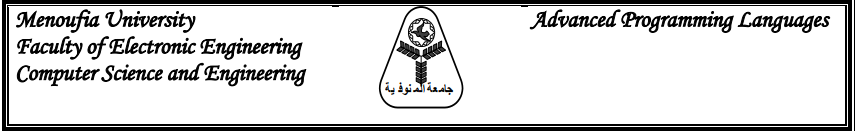 Menoufia University
Faculty of Electronic Engineering
Computer Science and Engineering
جامعة المنوفية
Advanced Programming Languages